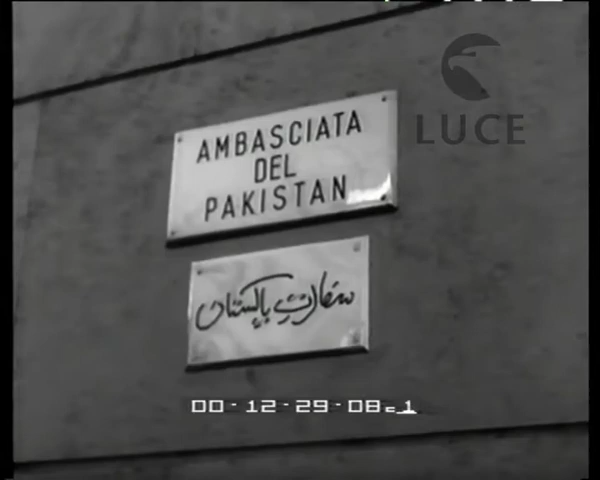 LUCE
AMBASCIATA
DEL
PAKISTAN
سفارت پاکستان
00-12-29-08